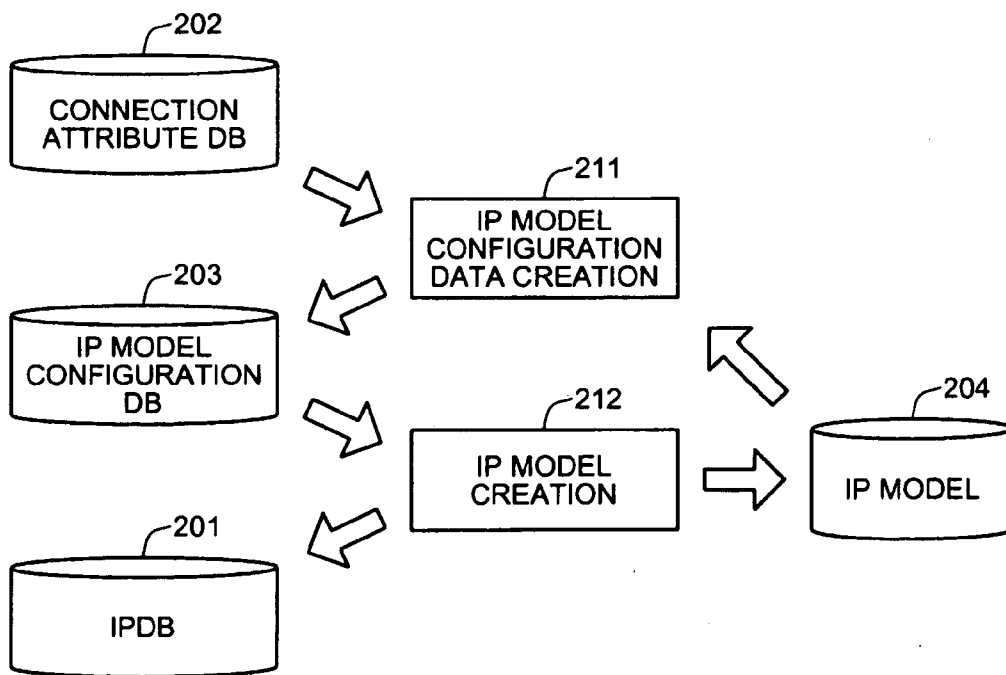 202
CONNECTION
ATTRIBUTE DB
211
IP MODEL
CONFIGURATION
DATA CREATION
203
IP MODEL
CONFIGURATION
DB
212
IP MODEL
CREATION
204
IP MODEL
201
IPDB